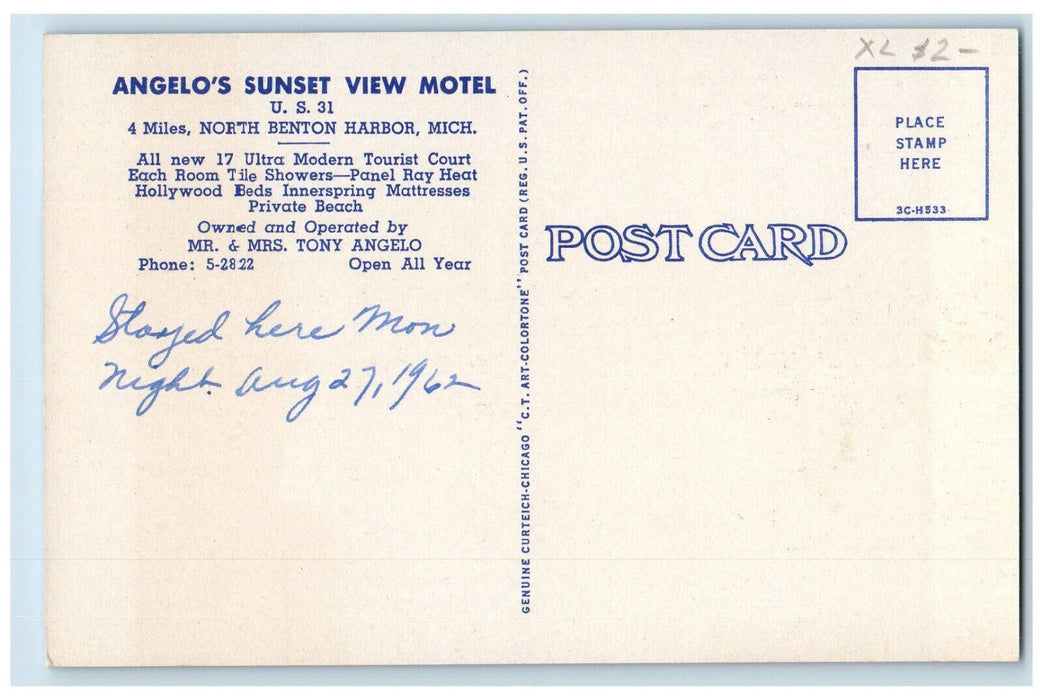 ANGELO'S SUNSET VIEW MOTEL
U. S. 31
4 Miles, NORTH BENTON HARBOR, MICH.
All new 17 Ultra Modern Tourist Court
Each Room Tile Showers—Panel Ray Heat
Hollywood Beds Innerspring Mattresses
Private Beach
Owned and Operated by
MR. & MRS. TONY ANGELO
Phone: 5-2822 Open All Year
Stayed here Mon
Night. Aug 27, 1962
GENUINE CURTEICH-CHICAGO "C.T. ART-COLORTONE" POST CARD (REG. U.S. PAT. OFF.)
POST CARD
XL $2-
PLACE
STAMP
HERE
3C-H533